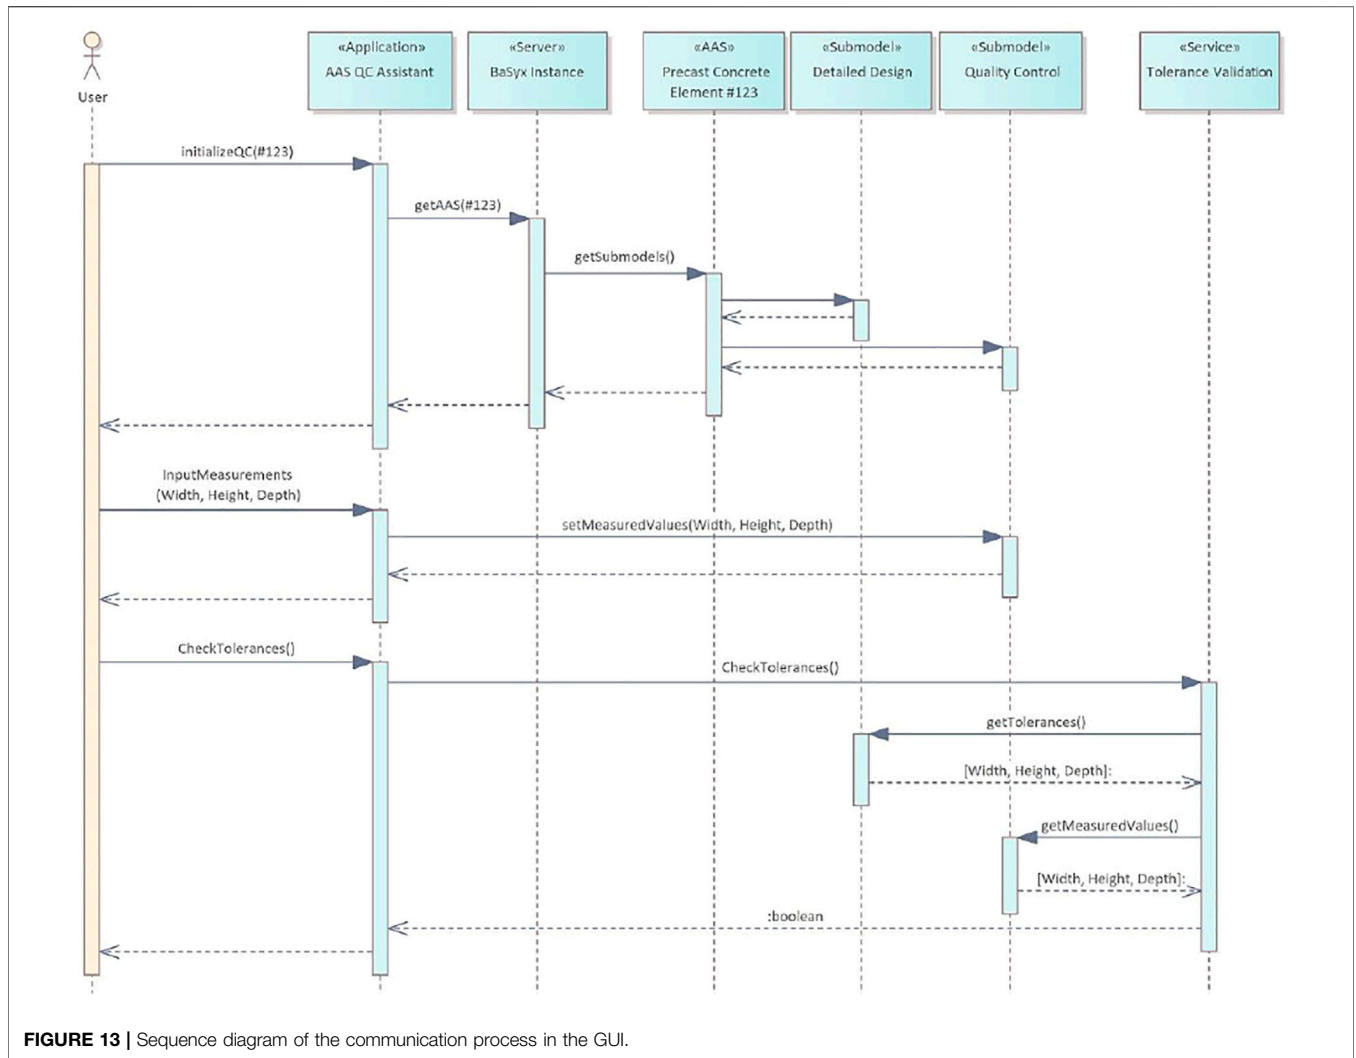 «Application»
AAS QC Assistant
«Server»
BaSyx Instance
«AAS»
Precast Concrete
Element #123
«Submodel»
Detailed Design
«Submodel»
Quality Control
«Service»
Tolerance Validation
User
initializeQC(#123)
getAAS(#123)
getSubmodels()
InputMeasurements
(Width, Height, Depth)
setMeasuredValues(Width, Height, Depth)
CheckTolerances()
CheckTolerances()
getTolerances()
[Width, Height, Depth]:
getMeasuredValues()
[Width, Height, Depth]:
:boolean
FIGURE 13 | Sequence diagram of the communication process in the GUI.